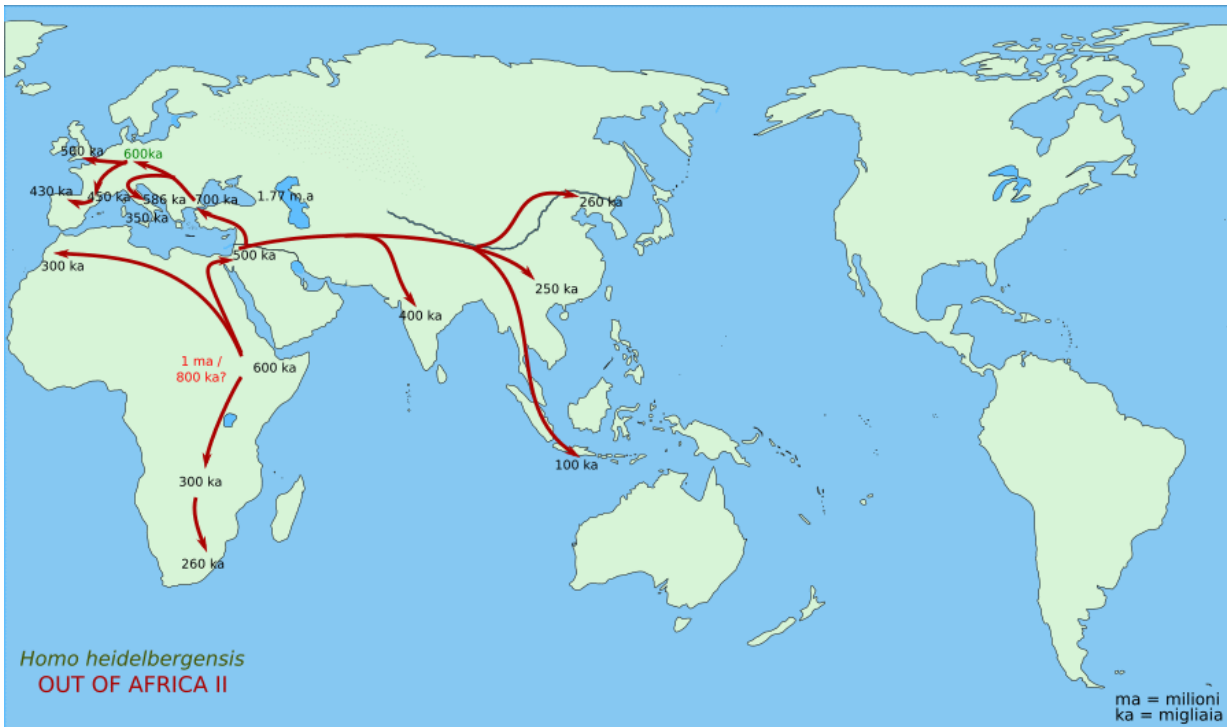 500 ka
600ka
430 ka
450 ka
586 ka
700 ka
1.77 m.a
350 ka
260 ka
500 ka
300 ka
250 ka
400 ka
1 ma /
800 ka?
600 ka
100 ka
300 ka
260 ka
Homo heidelbergensis
OUT OF AFRICA II
ma = milioni
ka = migliaia